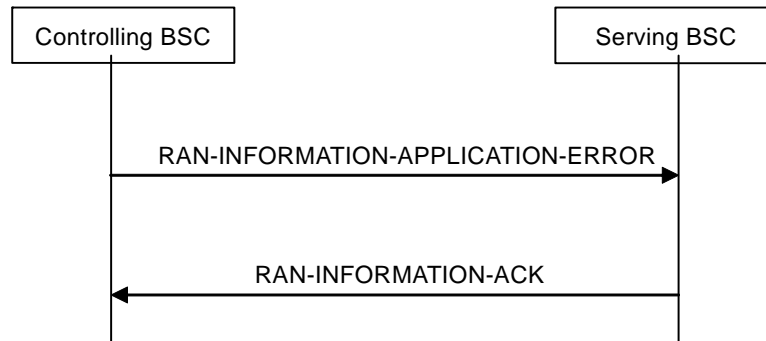 Controlling BSC
Serving BSC
RAN-INFORMATION-APPLICATION-ERROR
RAN-INFORMATION-ACK